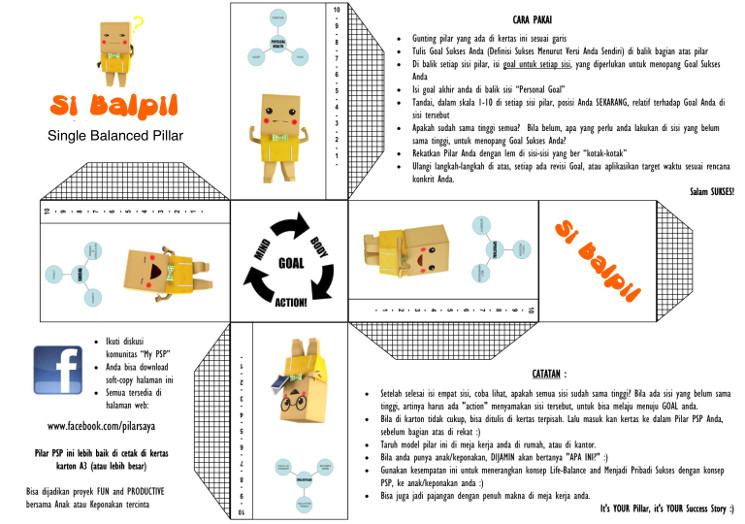 ?
Si Balpil
Single Balanced Pillar
CARA PAKAI
• Gunting pilar yang ada di kertas ini sesuai garis
• Tulis Goal Sukses Anda (Definisi Sukses Menurut Versi Anda Sendiri) di balik bagian atas pilar
• Di balik setiap sisi pilar, isi goal untuk setiap sisi, yang diperlukan untuk menopang Goal Sukses
Anda
• Isi goal akhir anda di balik sisi “Personal Goal”
• Tandai, dalam skala 1-10 di setiap sisi pilar, posisi Anda SEKARANG, relatif terhadap Goal Anda di
sisi tersebut
• Apakah sudah sama tinggi semua? Bila belum, apa yang perlu anda lakukan di sisi yang belum
sama tinggi, untuk menopang Goal Sukses Anda?
• Rekatkan Pilar Anda dengan lem di sisi-sisi yang ber “kotak-kotak”
• Ulangi langkah-langkah di atas, setiap ada revisi Goal, atau aplikasikan target waktu sesuai rencana
konkrit Anda.
Salam SUKSES!
PHYSICAL
HEALTH
10 - 9 - 8 - 7 - 6 - 5 - 4 - 3 - 2 - 1 -
10 - 9 - 8 - 7 - 6 - 5 - 4 - 3 - 2 - 1 -
MIND
BODY
GOAL
ACTION!
10 - 9 - 8 - 7 - 6 - 5 - 4 - 3 - 2 - 1 -
Si Balpil
10 - 9 - 8 - 7 - 6 - 5 - 4 - 3 - 2 - 1 -
• Ikuti diskusi
komunitas “My PSP”
• Anda bisa download
soft-copy halaman ini
• Semua tersedia di
halaman web:
www.facebook.com/pilarsaya
Pilar PSP ini lebih baik di cetak di kertas
karton A3 (atau lebih besar)
Bisa dijadikan proyek FUN and PRODUCTIVE
bersama Anak atau Keponakan tercinta
CATATAN :
• Setelah selesai isi empat sisi, coba lihat, apakah semua sisi sudah sama tinggi? Bila ada sisi yang belum sama
tinggi, artinya harus ada "action" menyamakan sisi tersebut, untuk bisa melaju menuju GOAL anda.
• Bila di karton tidak cukup, bisa ditulis di kertas terpisah. Lalu masuk kan kertas ke dalam Pilar PSP Anda,
sebelum bagian atas di rekat :)
• Taruh model pilar ini di meja kerja anda di rumah, atau di kantor.
• Bila anda punya anak/keponakan, DIJAMIN akan bertanya "APA INI?" :)
• Gunakan kesempatan ini untuk menerangkan konsep Life-Balance and Menjadi Pribadi Sukses dengan konsep
PSP, ke anak/keponakan anda :)
• Bisa juga jadi pajangan dengan penuh makna di meja kerja anda.
It's YOUR Pillar, it's YOUR Success Story :)